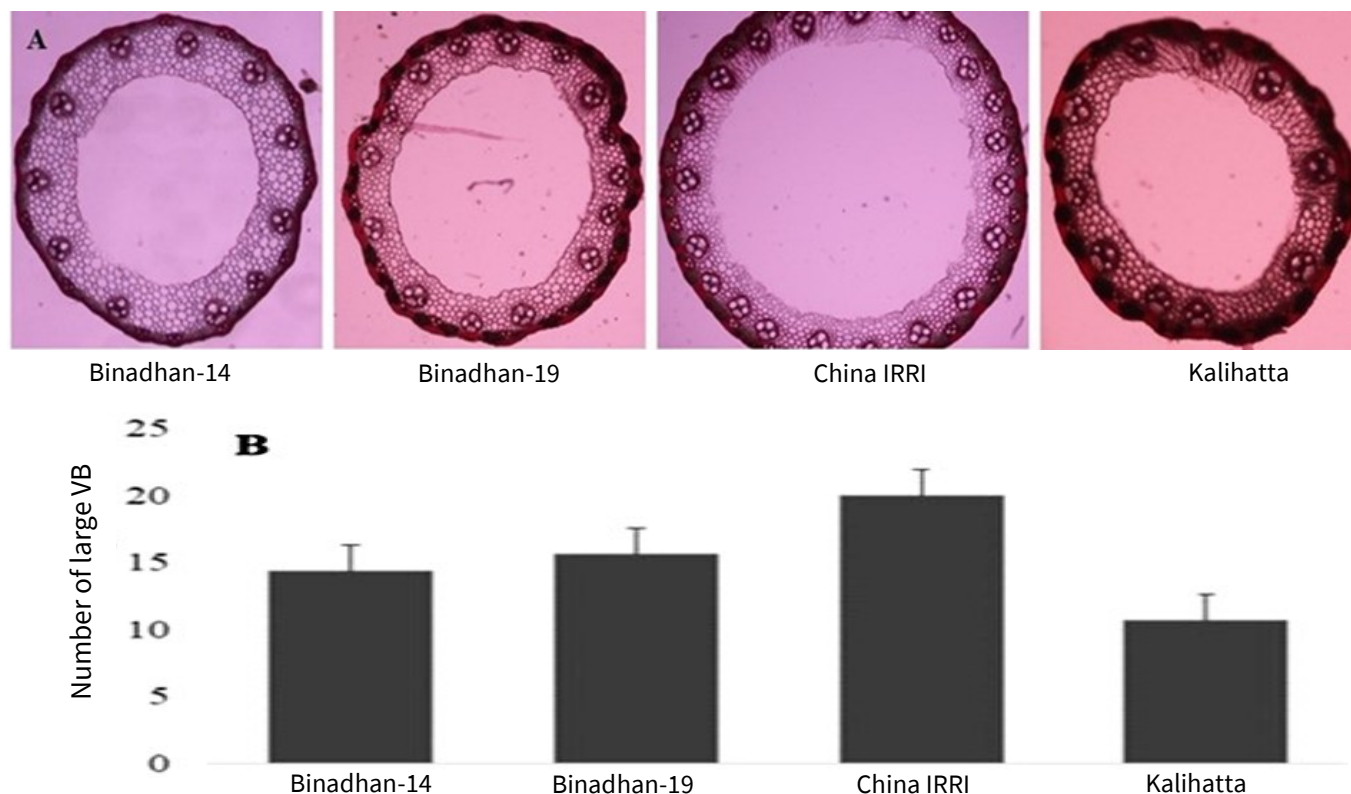 A
Binadhan-14 Binadhan-19 China IRRI Kalihatta
B
Number of large VB
25
20
15
10
5
0
Binadhan-14 Binadhan-19 China IRRI Kalihatta